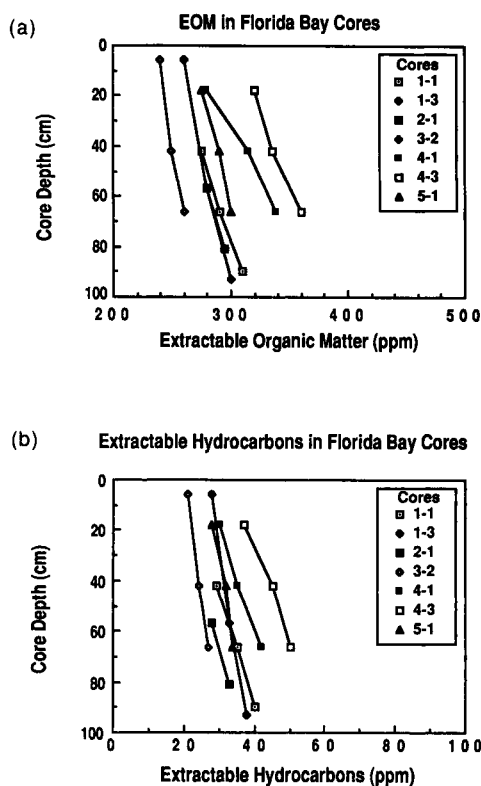 (a)
EOM in Florida Bay Cores
Cores
1-1
1-3
2-1
3-2
4-1
4-3
5-1
0
20
40
60
80
100
Core Depth (cm)
200 300 400 500
Extractable Organic Matter (ppm)
(b)
Extractable Hydrocarbons in Florida Bay Cores
Cores
1-1
1-3
2-1
3-2
4-1
4-3
5-1
0
20
40
60
80
100
Core Depth (cm)
0 20 40 60 80 100
Extractable Hydrocarbons (ppm)